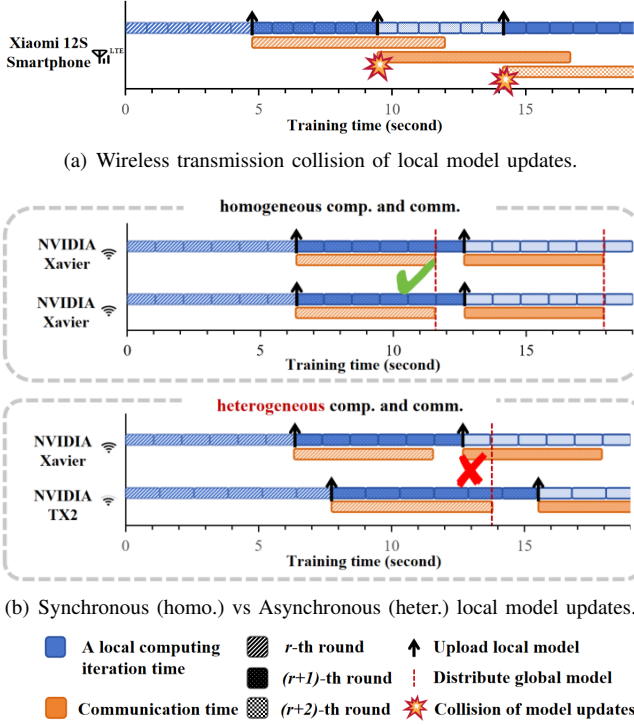 Xiaomi 12S
Smartphone
LTE
0 5 10 15
Training time (second)
(a) Wireless transmission collision of local model updates.
homogeneous comp. and comm.
NVIDIA
Xavier
NVIDIA
Xavier
0 5 10 15
Training time (second)
heterogeneous comp. and comm.
NVIDIA
Xavier
NVIDIA
TX2
0 5 10 15
Training time (second)
(b) Synchronous (homo.) vs Asynchronous (heter.) local model updates.
A local computing
iteration time
r-th round
Upload local model
(r+1)-th round
Distribute global model
Communication time
(r+2)-th round
Collision of model updates